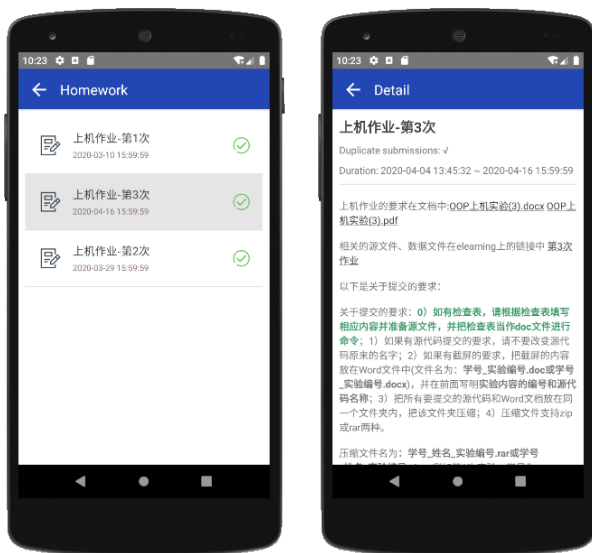 10:23
Homework
上机作业-第1次
2020-03-10 15:59:59
上机作业-第3次
2020-04-16 15:59:59
上机作业-第2次
2020-03-29 15:59:59
10:23
Detail
上机作业-第3次
Duplicate submissions: √
Duration: 2020-04-04 13:45:32 ~ 2020-04-16 15:59:59
上机作业的要求在文档中:OOP上机实验(3).docx OOP上
机实验(3).pdf
相关的源文件、数据文件在elearning上的链接中 第3次
作业
以下是关于提交的要求：
关于提交的要求：0）如有检查表，请根据检查表填写
相应内容并准备源文件，并把检查表当作doc文件进行
命令；1）如果有源代码提交的要求，请不要改变源代
码原来的名字；2）如果有截屏的要求，把截屏的内容
放在Word文件中(文件名为：学号_实验编号.doc或学号
_实验编号.docx)，并在前面写明实验内容的编号和源代
码名称；3）把所有要提交的源代码和Word文档放在同
一个文件夹内，把该文件夹压缩；4）压缩文件支持zip
或rar两种。
压缩文件名为：学号_姓名_实验编号.rar或学号